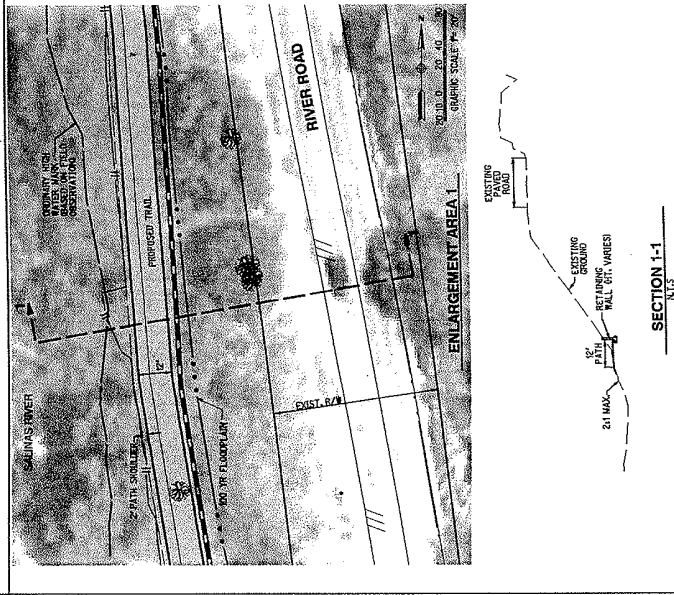 SALINAS RIVER
ORDINARY HIGH
WATER MARK
(BASED ON FIELD
OBSERVATIONS)
2' PATH SHOULDER
12'
PROPOSED TRAIL
100 YR FLOODPLAIN
EXIST. R/W
RIVER ROAD
1
ENLARGEMENT AREA 1
20 10 0 20 40 80
GRAPHIC SCALE 1"= 20'
EXISTING
PAVED
ROAD
EXISTING
GROUND
RETAINING
WALL (HT. VARIES)
12'
PATH
2:1 MAX.
SECTION 1-1
N.T.S